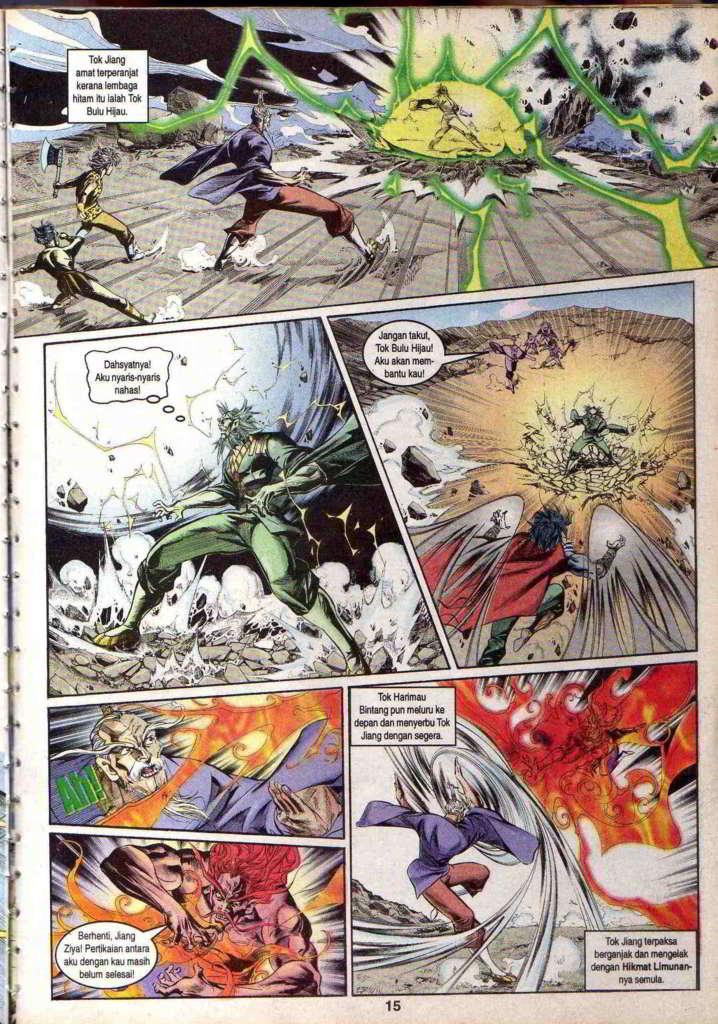 Tok Jiang
amat terperanjat
kerana lembaga
hitam itu ialah Tok
Bulu Hijau.
Dahsyatnya!
Aku nyaris-nyaris
nahas!
Jangan takut,
Tok Bulu Hijau!
Aku akan mem-
bantu kau!
Ah!
Tok Harimau
Bintang pun meluru ke
depan dan menyerbu Tok
Jiang dengan segera.
Berhenti, Jiang
Ziya! Pertikaian antara
aku dengan kau masih
belum selesai!
Tok Jiang terpaksa
berganjak dan mengelak
dengan Hikmat Limunan-
nya semula.
15